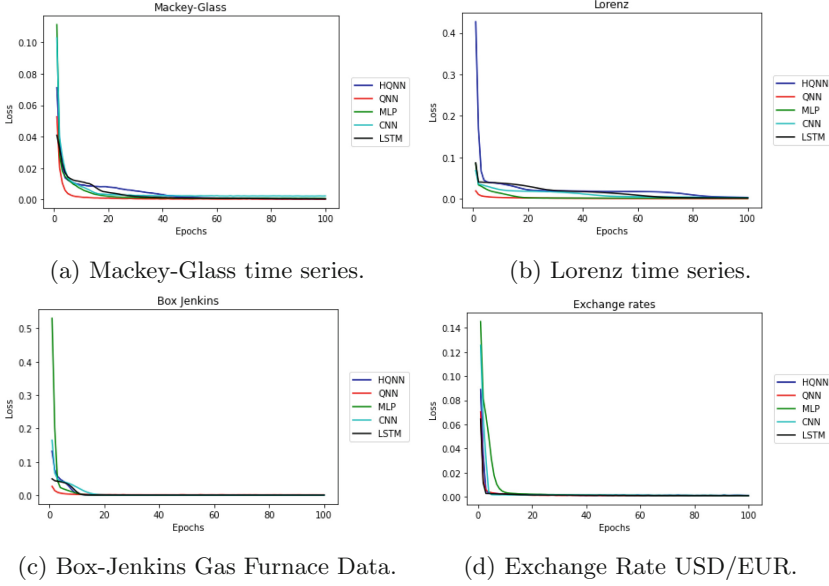 Mackey-Glass
0.10
0.08
0.06
0.04
0.02
0.00
Loss
0 20 40 60 80 100
Epochs
HQNN
QNN
MLP
CNN
LSTM
(a) Mackey-Glass time series.
Lorenz
0.4
0.3
0.2
0.1
0.0
Loss
0 20 40 60 80 100
Epochs
HQNN
QNN
MLP
CNN
LSTM
(b) Lorenz time series.
Box Jenkins
0.5
0.4
0.3
0.2
0.1
0.0
Loss
0 20 40 60 80 100
Epochs
HQNN
QNN
MLP
CNN
LSTM
(c) Box-Jenkins Gas Furnace Data.
Exchange rates
0.14
0.12
0.10
0.08
0.06
0.04
0.02
0.00
Loss
0 20 40 60 80 100
Epochs
HQNN
QNN
MLP
CNN
LSTM
(d) Exchange Rate USD/EUR.